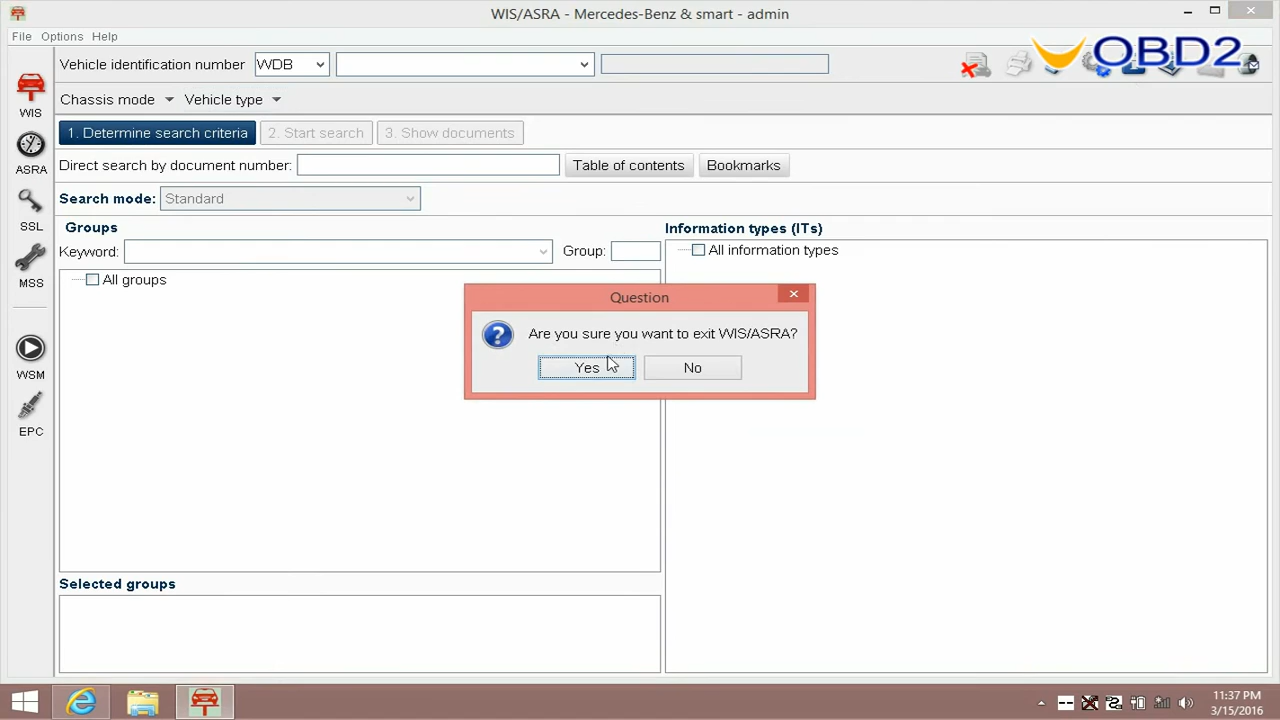 WIS/ASRA - Mercedes-Benz & smart - admin
File Options Help
OBD2
Vehicle identification number WDB
Chassis mode Vehicle type
WIS
1. Determine search criteria 2. Start search 3. Show documents
ASRA
Direct search by document number: Table of contents Bookmarks
Search mode: Standard
SSL
Groups Information types (ITs)
Keyword: Group: All information types
MSS
All groups
Question
Are you sure you want to exit WIS/ASRA?
Yes No
WSM
EPC
Selected groups
11:37 PM
3/15/2016